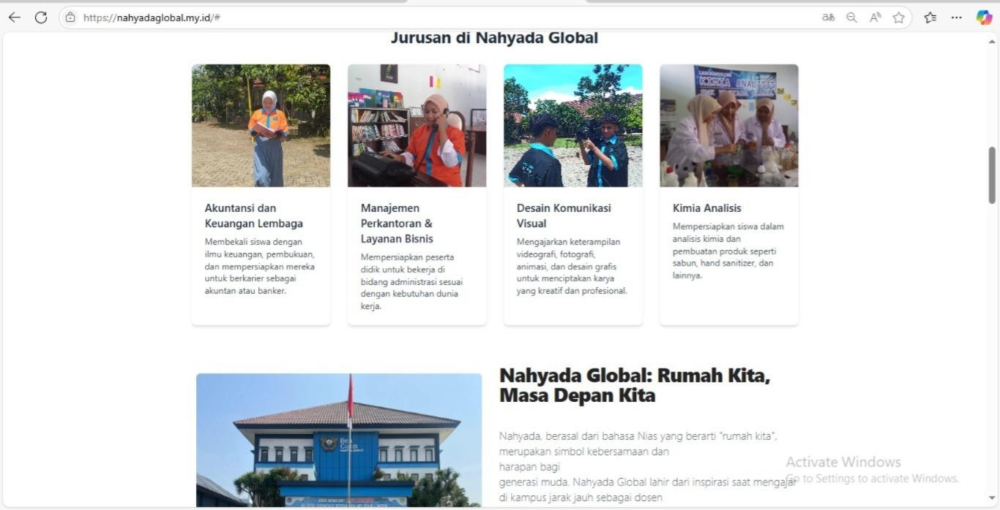 https://nahyadaglobal.my.id/#
Jurusan di Nahyada Global
KIMIA ANALISIS
Akuntansi dan
Keuangan Lembaga
Membekali siswa dengan
ilmu keuangan, pembukuan,
dan mempersiapkan mereka
untuk berkarier sebagai
akuntan atau banker.
Manajemen
Perkantoran &
Layanan Bisnis
Mempersiapkan peserta
didik untuk bekerja di
bidang administrasi sesuai
dengan kebutuhan dunia
kerja.
Desain Komunikasi
Visual
Mengajarkan keterampilan
videografi, fotografi,
animasi, dan desain grafis
untuk menciptakan karya
yang kreatif dan profesional.
Kimia Analisis
Mempersiapkan siswa dalam
analisis kimia dan
pembuatan produk seperti
sabun, hand sanitizer, dan
lainnya.
Bea
Cukai
Nahyada Global: Rumah Kita,
Masa Depan Kita
Nahyada, berasal dari bahasa Nias yang berarti "rumah kita",
merupakan simbol kebersamaan dan
harapan bagi
generasi muda. Nahyada Global lahir dari inspirasi saat mengajar
di kampus jarak jauh sebagai dosen
Activate Windows
Go to Settings to activate Windows.